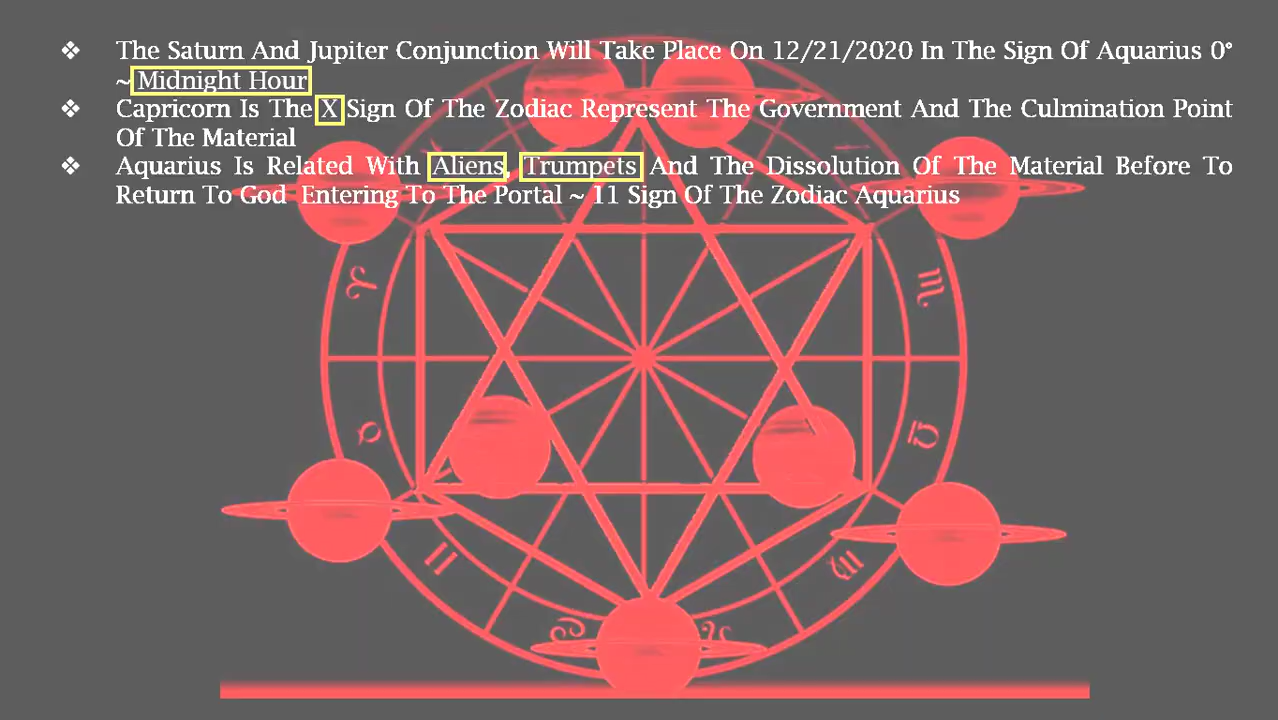 ❖ The Saturn And Jupiter Conjunction Will Take Place On 12/21/2020 In The Sign Of Aquarius 0°
~ Midnight Hour
❖ Capricorn Is The X Sign Of The Zodiac Represent The Government And The Culmination Point
Of The Material
❖ Aquarius Is Related With Aliens, Trumpets And The Dissolution Of The Material Before To
Return To God Entering To The Portal ~ 11 Sign Of The Zodiac Aquarius
♈
♏
♎
♊
♍
♋